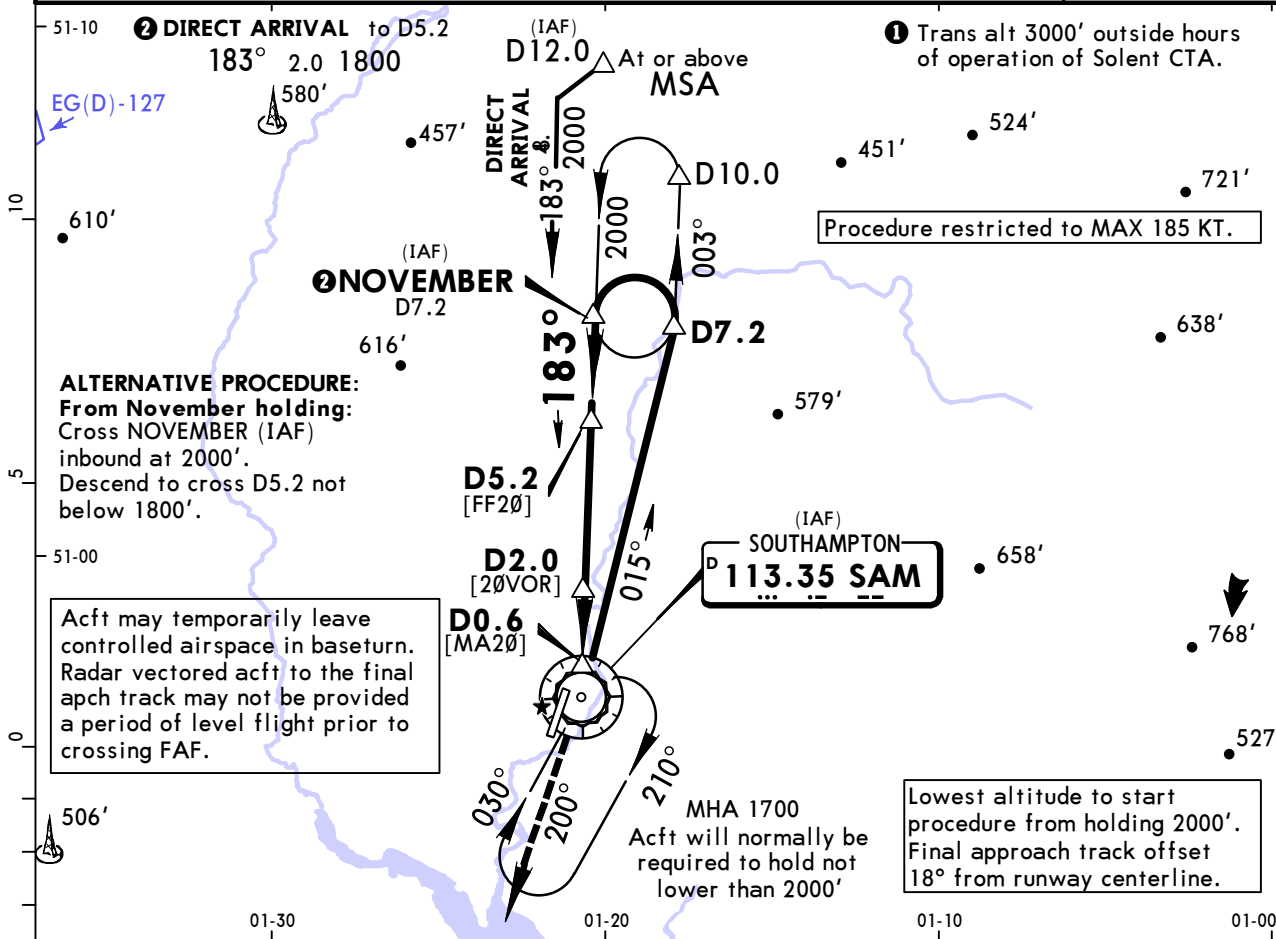 51-10
❷ DIRECT ARRIVAL to D5.2
183° 2.0 1800
580'
EG(D)-127
457'
610'
(IAF)
D12.0
At or above
MSA
DIRECT
ARRIVAL
2000
183°
D10.0
2000
003°
❶ Trans alt 3000' outside hours
of operation of Solent CTA.
524'
451'
721'
Procedure restricted to MAX 185 KT.
10
(IAF)
❷NOVEMBER
D7.2
D7.2
183°
616'
638'
579'
ALTERNATIVE PROCEDURE:
From November holding:
Cross NOVEMBER (IAF)
inbound at 2000'.
Descend to cross D5.2 not
below 1800'.
5
D5.2
[FF2Ø]
51-00
D2.0
[2ØVOR]
015°
(IAF)
SOUTHAMPTON
D 113.35 SAM
658'
D0.6
[MA2Ø]
768'
Acft may temporarily leave
controlled airspace in baseturn.
Radar vectored acft to the final
apch track may not be provided
a period of level flight prior to
crossing FAF.
0
527
506'
030°
200°
210°
MHA 1700
Acft will normally be
required to hold not
lower than 2000'
Lowest altitude to start
procedure from holding 2000'.
Final approach track offset
18° from runway centerline.
01-30
01-20
01-10
01-00